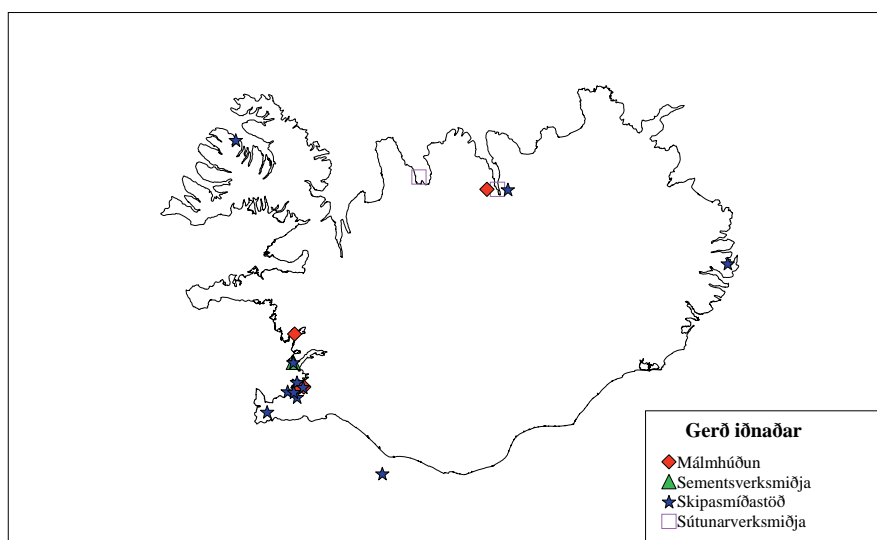 Gerð iðnaðar
Málmhúðun
Sementsverksmiðja
Skipasmíðastöð
Sútunarverksmiðja